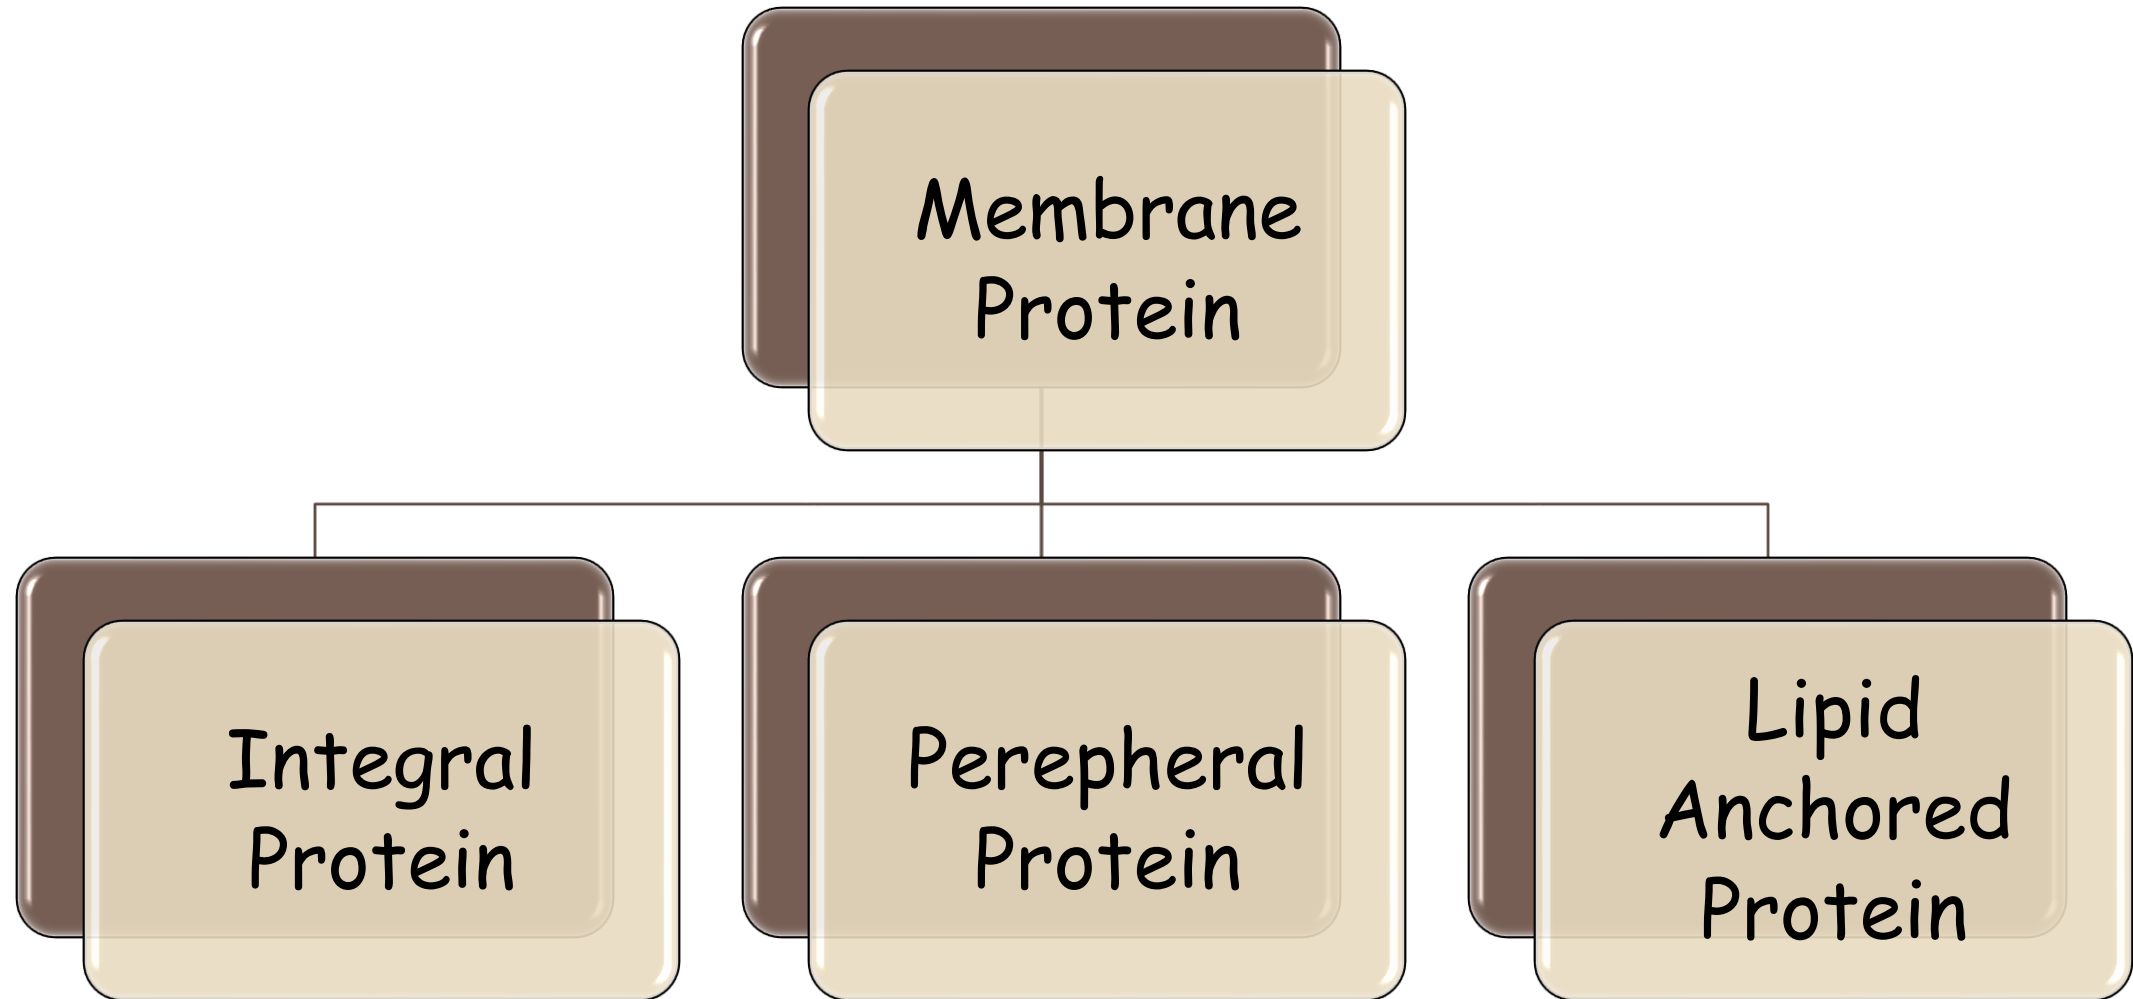 Membrane
Protein
Integral
Protein
Perepheral
Protein
Lipid
Anchored
Protein